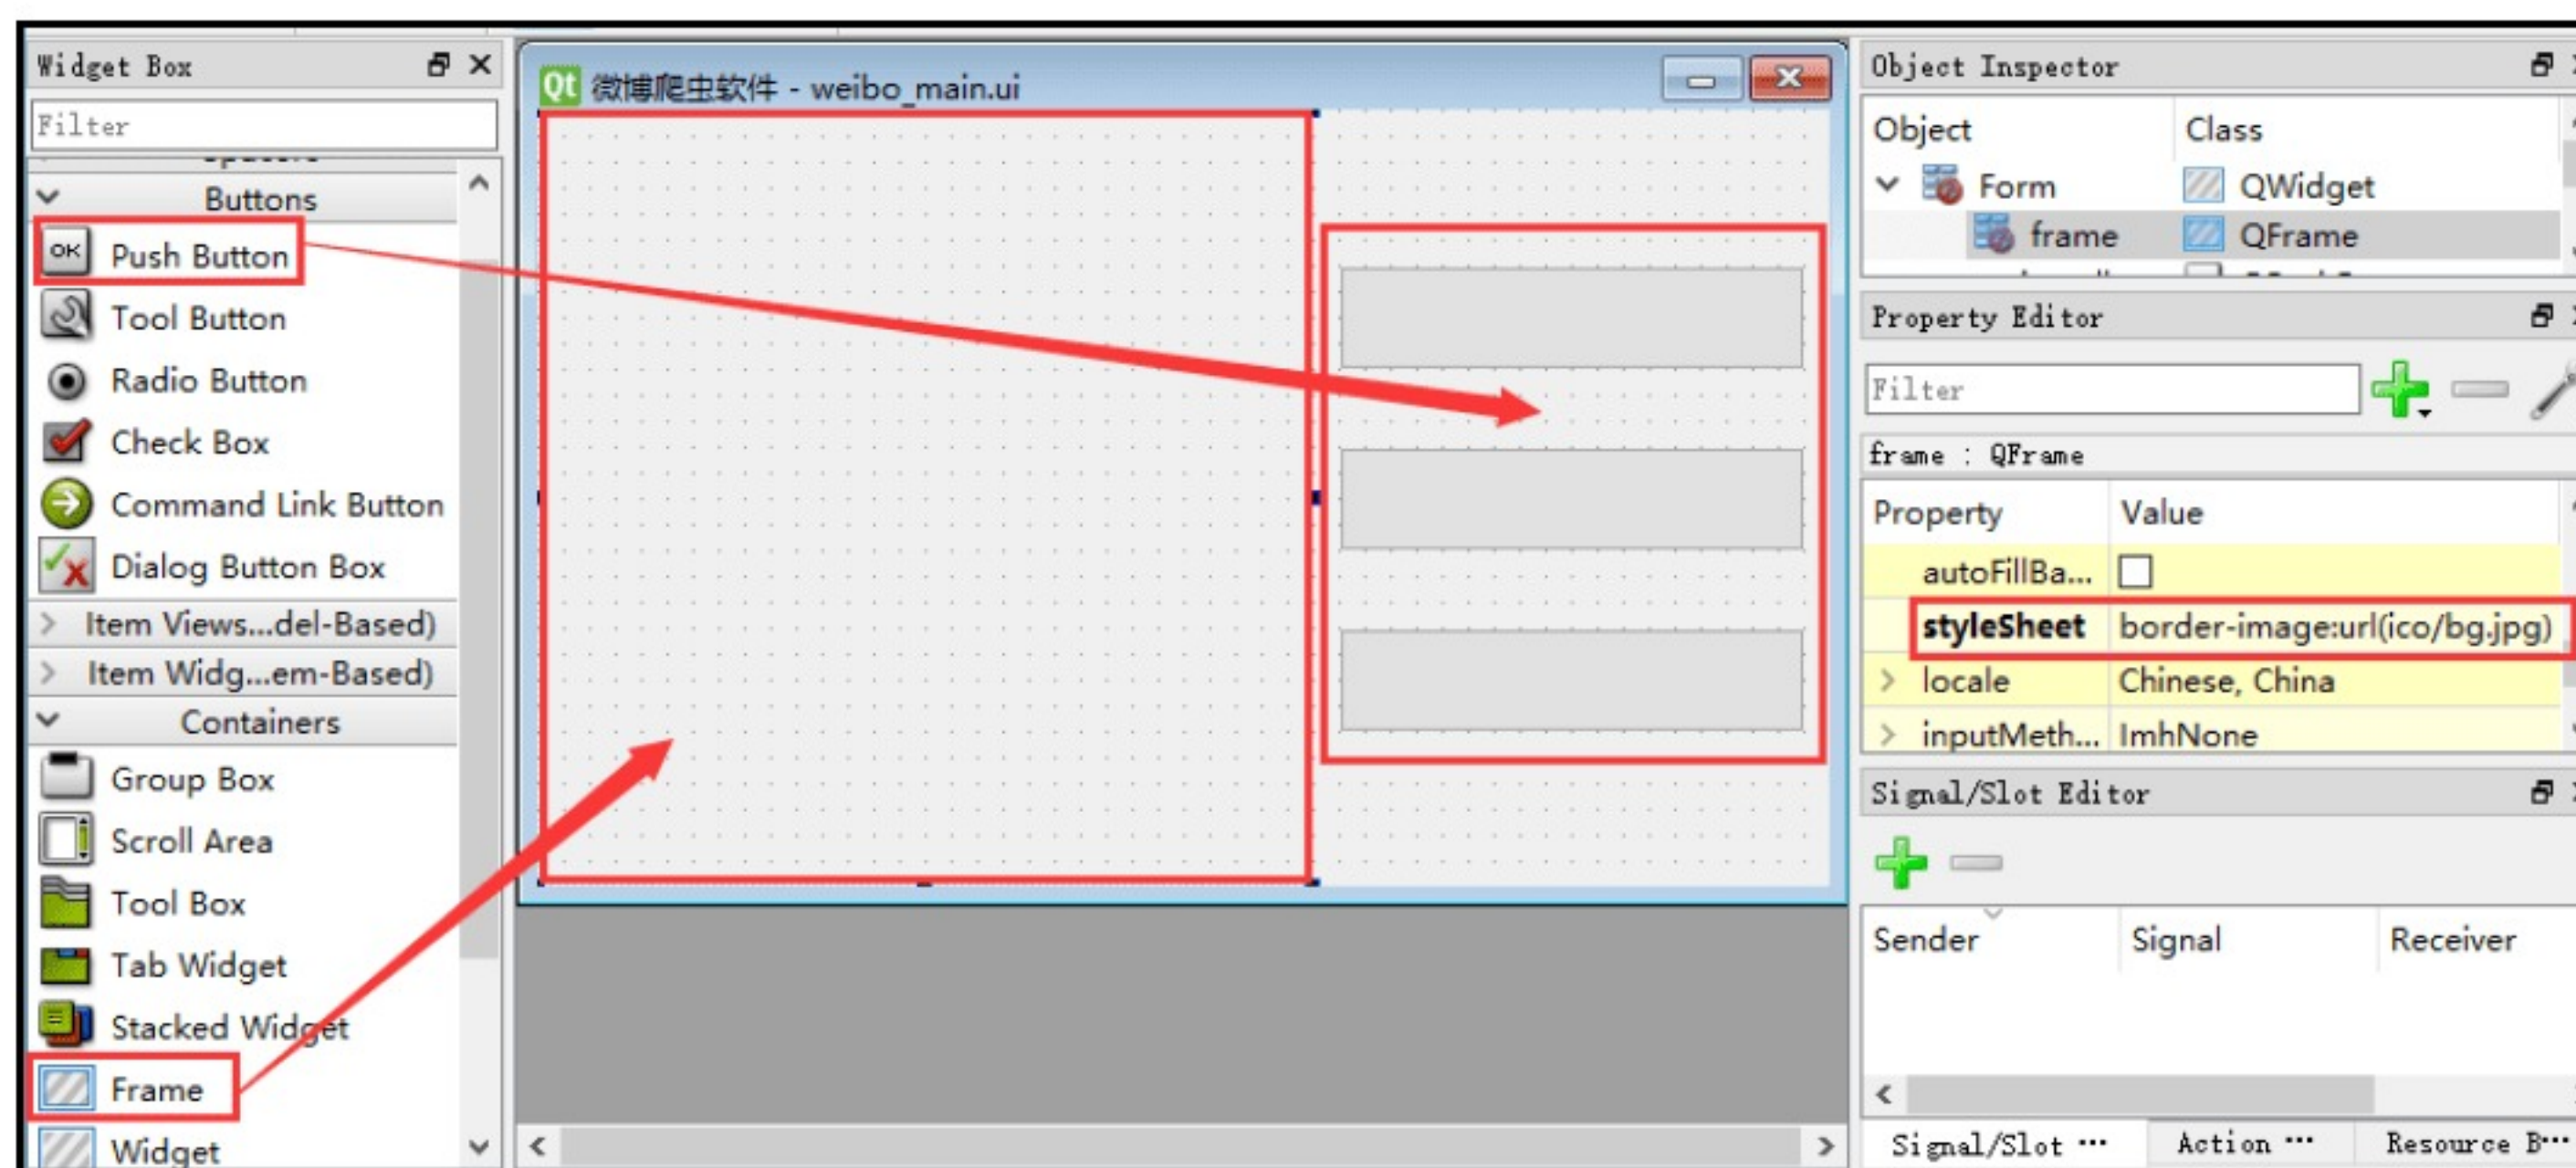 Widget Box
Filter
Buttons
Push Button
Tool Button
Radio Button
Check Box
Command Link Button
Dialog Button Box
Item Views...del-Based)
Item Widg...em-Based)
Containers
Group Box
Scroll Area
Tool Box
Tab Widget
Stacked Widget
Frame
Widget
OK
Qt 微博爬虫软件 - weibo_main.ui
Object Inspector
Object Class
Form QWidget
frame QFrame
Property Editor
Filter
frame : QFrame
Property Value
autoFillBa...
styleSheet border-image:url(ico/bg.jpg)
locale Chinese, China
inputMeth... ImhNone
Signal/Slot Editor
Sender Signal Receiver
Signal/Slot ... Action ... Resource B...